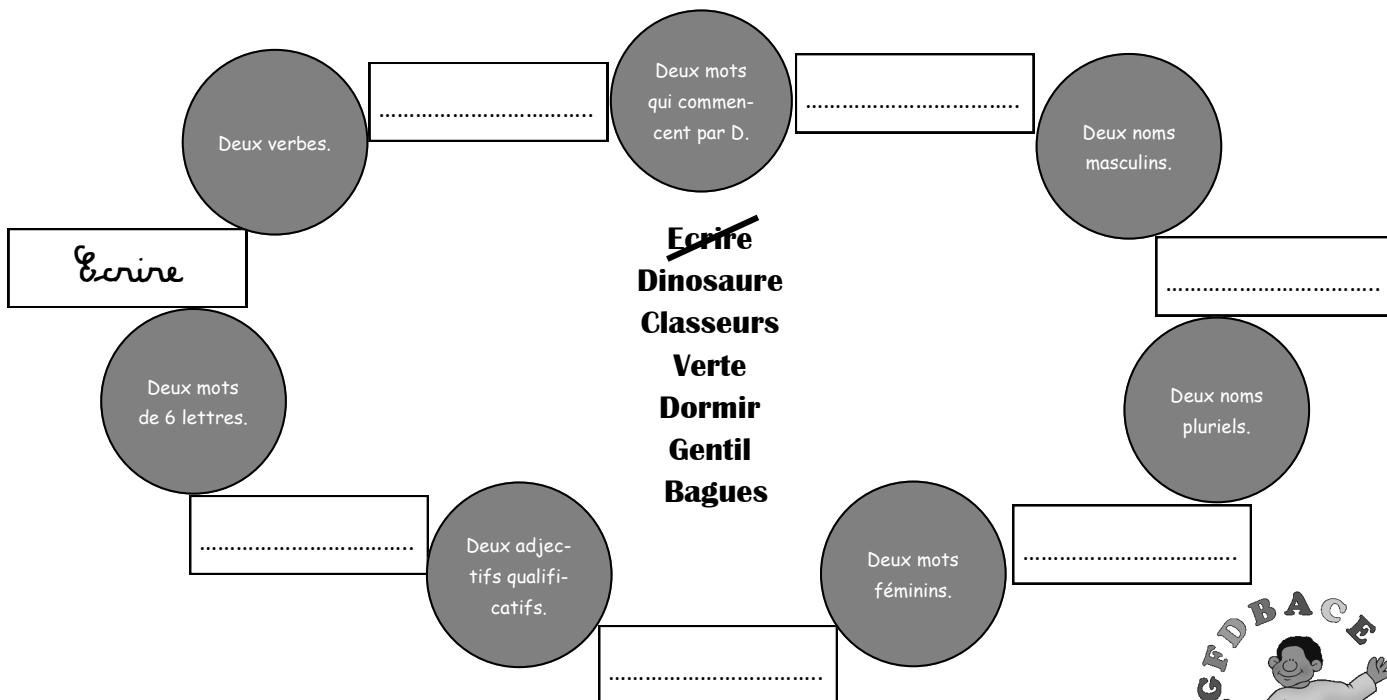 Deux mots
qui commen-
cent par D.
……………………………..
……………………………..
Deux verbes.
Deux noms
masculins.
Ecrire
Ecrire
Dinosaure
Classeurs
Verte
Dormir
Gentil
Bagues
……………………………..
Deux mots
de 6 lettres.
Deux noms
pluriels.
……………………………..
Deux adjec-
tifs qualifi-
catifs.
Deux mots
féminins.
……………………………..
……………………………..
GFDBACE